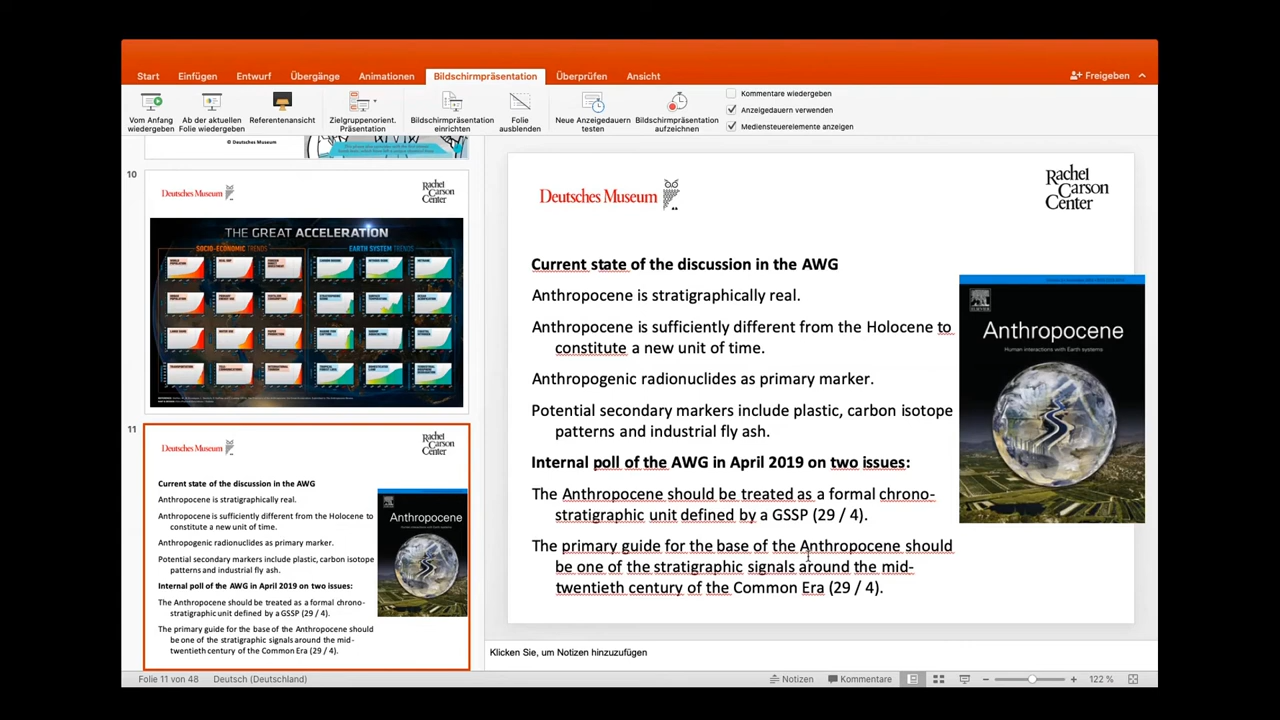 Start Einfügen Entwurf Übergänge Animationen Bildschirmpräsentation Überprüfen Ansicht Freigeben
Vom Anfang
wiedergeben
Ab der aktuellen
Folie wiedergeben
Referentenansicht
Zielgruppenorient.
Präsentation
Bildschirmpräsentation
einrichten
Folie
ausblenden
Neue Anzeigedauern
testen
Bildschirmpräsentation
aufzeichnen
Kommentare wiedergeben
Anzeigedauern verwenden
Mediensteuerelemente anzeigen
© Deutsches Museum
10
Deutsches Museum
Rachel
Carson
Center
THE GREAT ACCELERATION
SOCIO-ECONOMIC TRENDS EARTH SYSTEM TRENDS
11
Deutsches Museum
Rachel
Carson
Center
Current state of the discussion in the AWG
Anthropocene is stratigraphically real.
Anthropocene is sufficiently different from the Holocene to
constitute a new unit of time.
Anthropogenic radionuclides as primary marker.
Potential secondary markers include plastic, carbon isotope
patterns and industrial fly ash.
Internal poll of the AWG in April 2019 on two issues:
The Anthropocene should be treated as a formal chrono-
stratigraphic unit defined by a GSSP (29 / 4).
The primary guide for the base of the Anthropocene should
be one of the stratigraphic signals around the mid-
twentieth century of the Common Era (29 / 4).
Anthropocene
Deutsches Museum
Rachel
Carson
Center
Current state of the discussion in the AWG
Anthropocene is stratigraphically real.
Anthropocene is sufficiently different from the Holocene to
constitute a new unit of time.
Anthropogenic radionuclides as primary marker.
Potential secondary markers include plastic, carbon isotope
patterns and industrial fly ash.
Internal poll of the AWG in April 2019 on two issues:
The Anthropocene should be treated as a formal chrono-
stratigraphic unit defined by a GSSP (29 / 4).
The primary guide for the base of the Anthropocene should
be one of the stratigraphic signals around the mid-
twentieth century of the Common Era (29 / 4).
ELSEVIER
Anthropocene
Human interactions with Earth systems
Klicken Sie, um Notizen hinzuzufügen
Folie 11 von 48 Deutsch (Deutschland) Notizen Kommentare 122 %